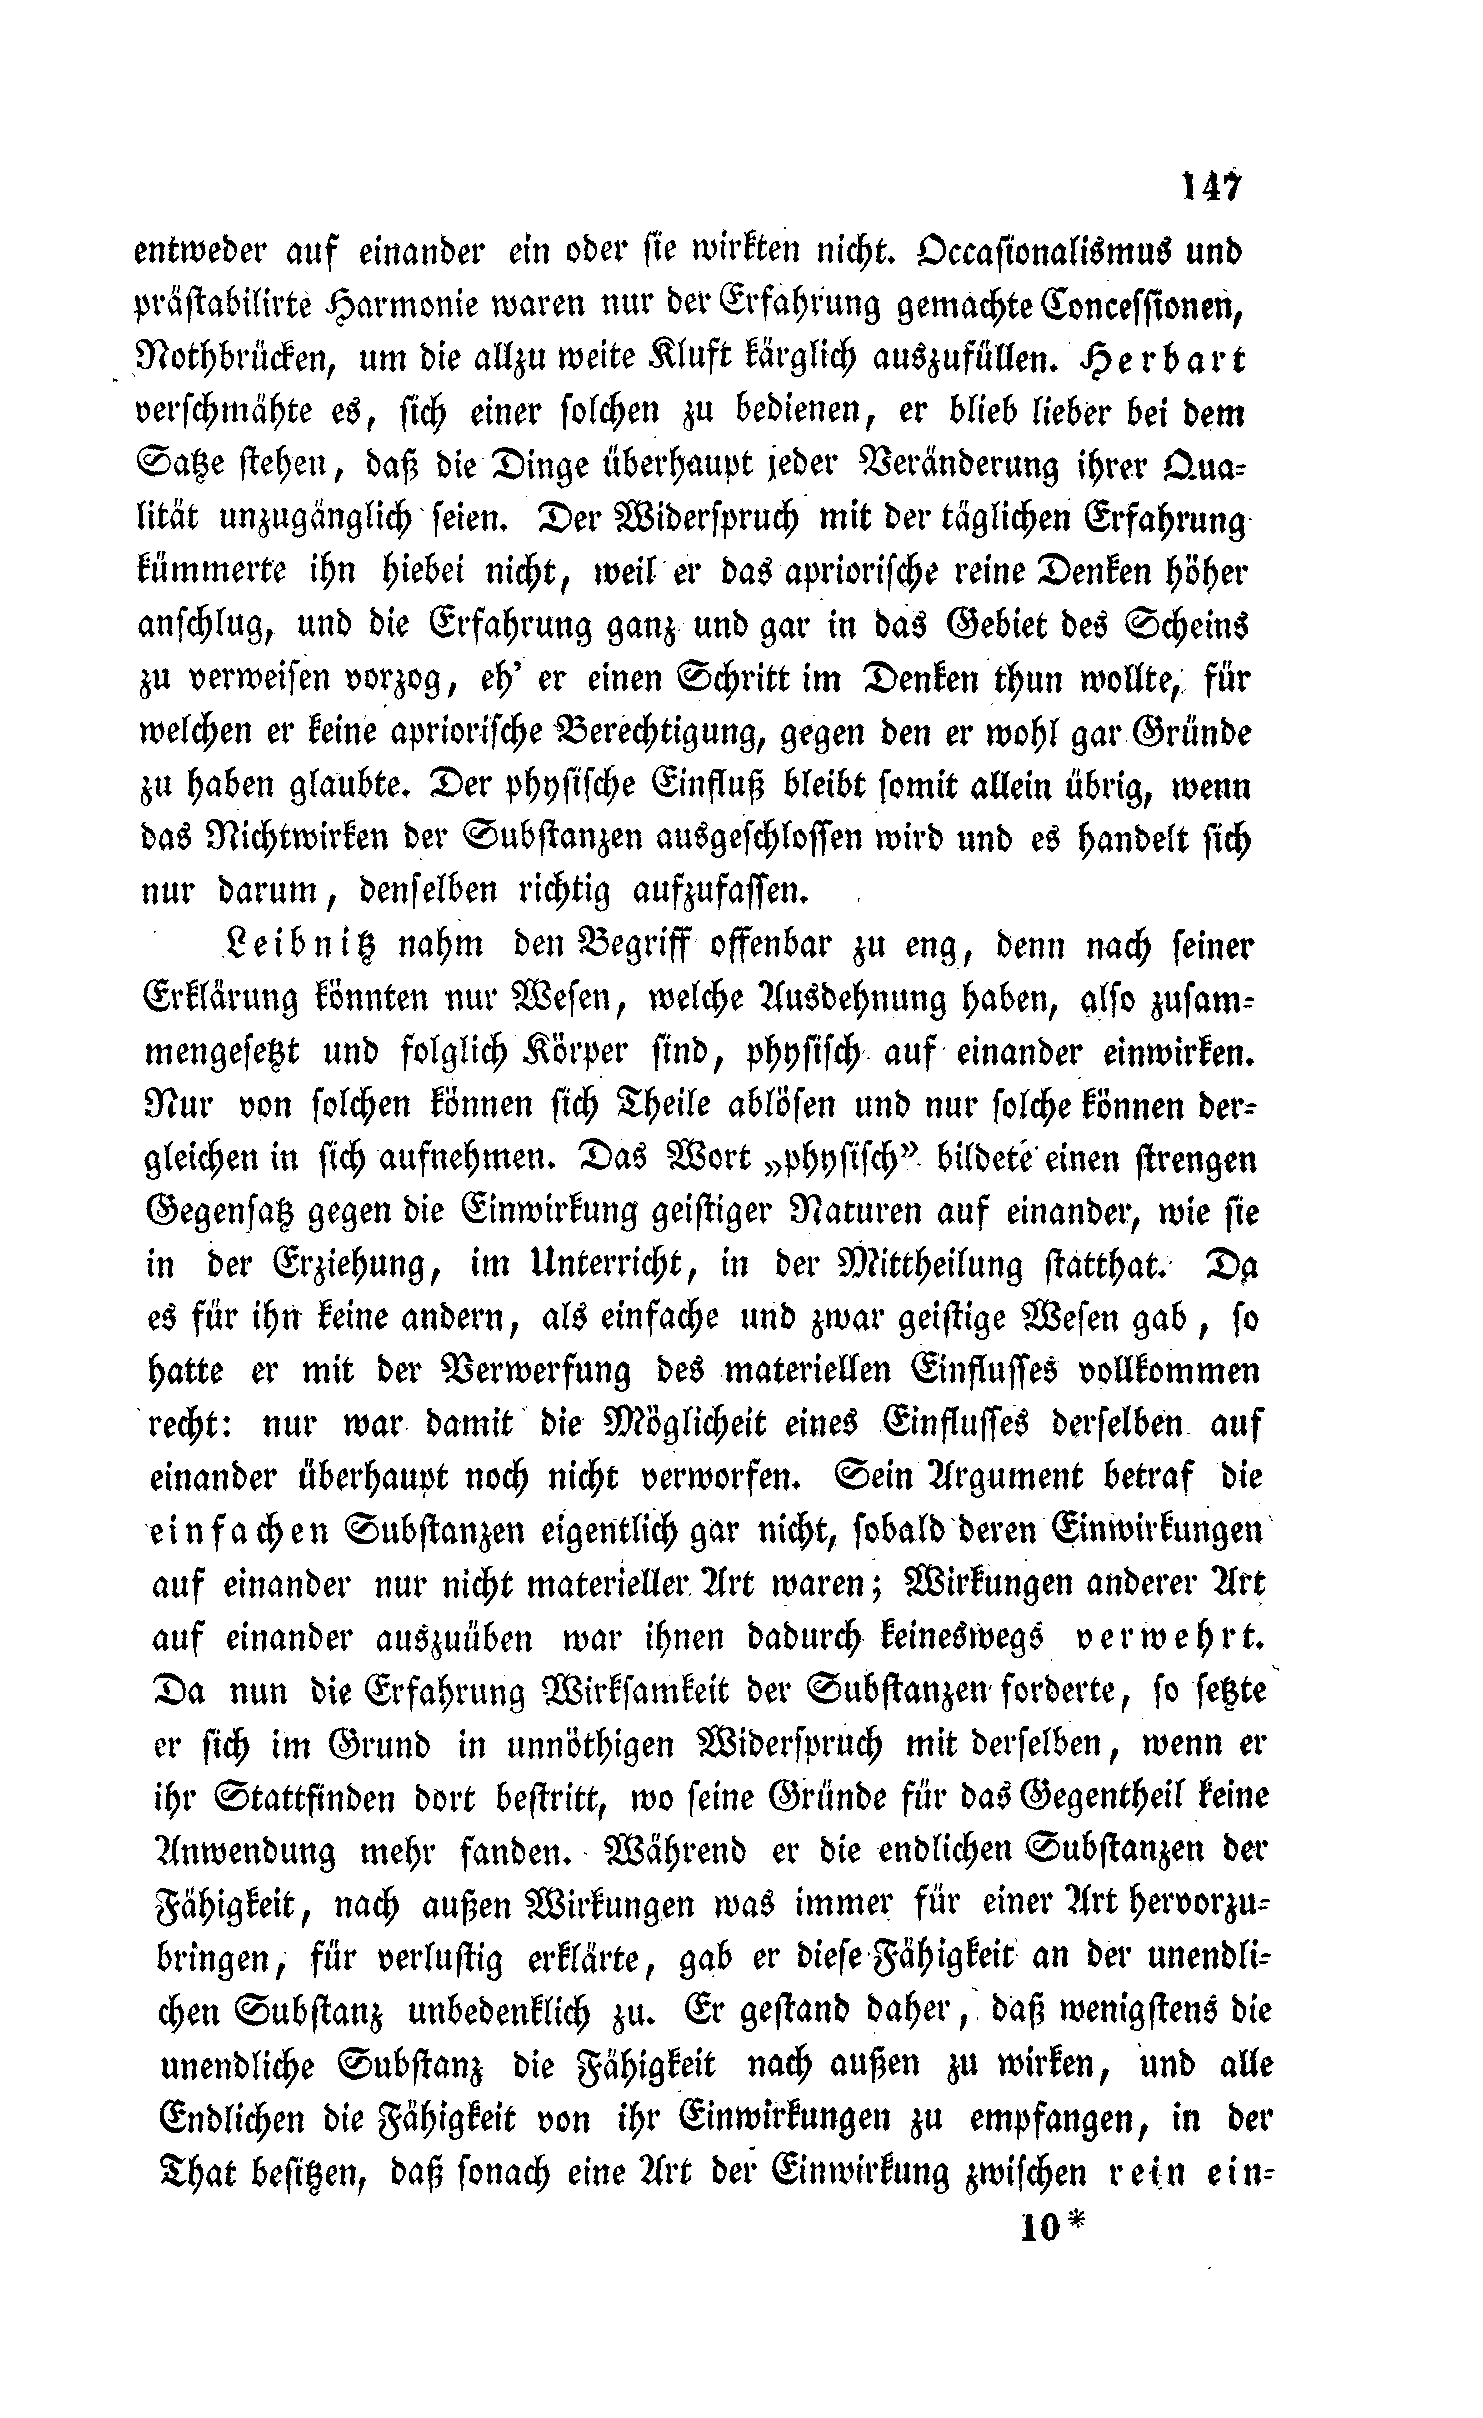 147
entweder auf einander ein oder sie wirkten nicht. Occasionalismus und
prästabilirte Harmonie waren nur der Erfahrung gemachte Concessionen,
Nothbrücken, um die allzu weite Kluft kärglich auszufüllen. Herbart
verschmähte es, sich einer solchen zu bedienen, er blieb lieber bei dem
Satze stehen, daß die Dinge überhaupt jeder Veränderung ihrer Qua-
lität unzugänglich seien. Der Widerspruch mit der täglichen Erfahrung
kümmerte ihn hiebei nicht, weil er das apriorische reine Denken höher
anschlug, und die Erfahrung ganz und gar in das Gebiet des Scheins
zu verweisen vorzog, eh' er einen Schritt im Denken thun wollte, für
welchen er keine apriorische Berechtigung, gegen den er wohl gar Gründe
zu haben glaubte. Der physische Einfluß bleibt somit allein übrig, wenn
das Nichtwirken der Substanzen ausgeschlossen wird und es handelt sich
nur darum, denselben richtig aufzufassen.
Leibnitz nahm den Begriff offenbar zu eng, denn nach seiner
Erklärung könnten nur Wesen, welche Ausdehnung haben, also zusam-
mengesetzt und folglich Körper sind, physisch auf einander einwirken.
Nur von solchen können sich Theile ablösen und nur solche können der-
gleichen in sich aufnehmen. Das Wort „physisch” bildete einen strengen
Gegensatz gegen die Einwirkung geistiger Naturen auf einander, wie sie
in der Erziehung, im Unterricht, in der Mittheilung statthat. Da
es für ihn keine andern, als einfache und zwar geistige Wesen gab, so
hatte er mit der Verwerfung des materiellen Einflusses vollkommen
recht: nur war damit die Möglicheit eines Einflusses derselben auf
einander überhaupt noch nicht verworfen. Sein Argument betraf die
einfachen Substanzen eigentlich gar nicht, sobald deren Einwirkungen
auf einander nur nicht materieller Art waren; Wirkungen anderer Art
auf einander auszuüben war ihnen dadurch keineswegs verwehrt.
Da nun die Erfahrung Wirksamkeit der Substanzen forderte, so setzte
er sich im Grund in unnöthigen Widerspruch mit derselben, wenn er
ihr Stattfinden dort bestritt, wo seine Gründe für das Gegentheil keine
Anwendung mehr fanden. Während er die endlichen Substanzen der
Fähigkeit, nach außen Wirkungen was immer für einer Art hervorzu-
bringen, für verlustig erklärte, gab er diese Fähigkeit an der unendli-
chen Substanz unbedenklich zu. Er gestand daher, daß wenigstens die
unendliche Substanz die Fähigkeit nach außen zu wirken, und alle
Endlichen die Fähigkeit von ihr Einwirkungen zu empfangen, in der
That besitzen, daß sonach eine Art der Einwirkung zwischen rein ein-
10*